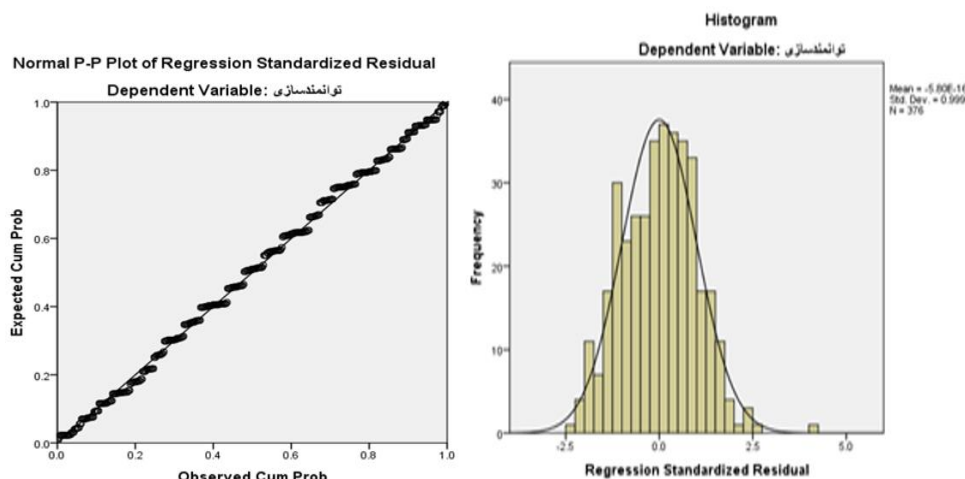 Normal P-P Plot of Regression Standardized Residual
Dependent Variable: توانمندسازی
Expected Cum Prob
1.0
0.8
0.6
0.4
0.2
0.0
0.0 0.2 0.4 0.6 0.8 1.0
Observed Cum Prob
Histogram
Dependent Variable: توانمندسازی
Mean = -5.80E-16
Std. Dev. = 0.999
N = 376
Frequency
40
30
20
10
0
-2.5 0.0 2.5 5.0
Regression Standardized Residual